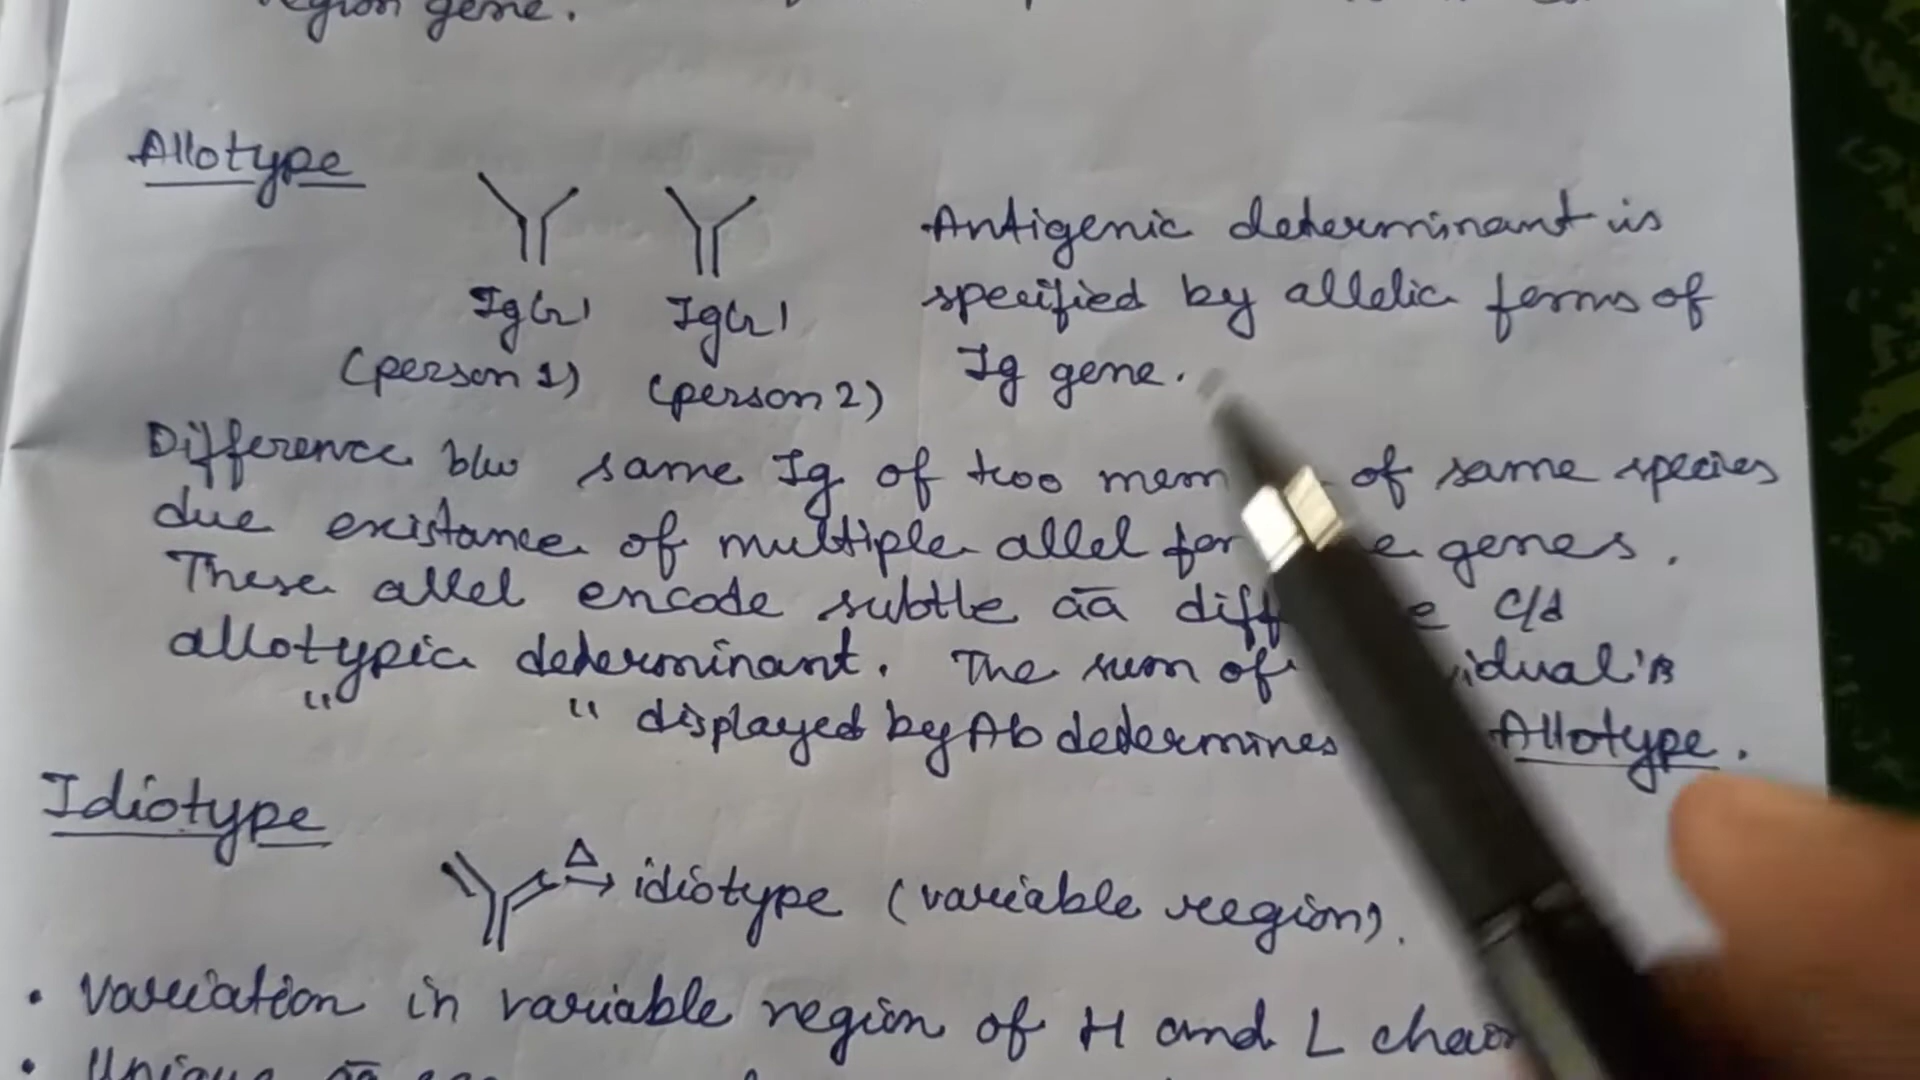 region gene.
Allotype
IgG1 IgG1
(person 1) (person 2)
Antigenic determinant is
specified by allelic forms of
Ig gene.
Difference b/w same Ig of two mem of same species
due existance of multiple allel for genes.
These allel encode subtle āā diff e c/d
allotypic determinant. The sum of idual's
" " displayed by Ab determines Allotype.
Idiotype
idiotype (variable region).
• Variation in variable region of H and L chain
• Unique āā